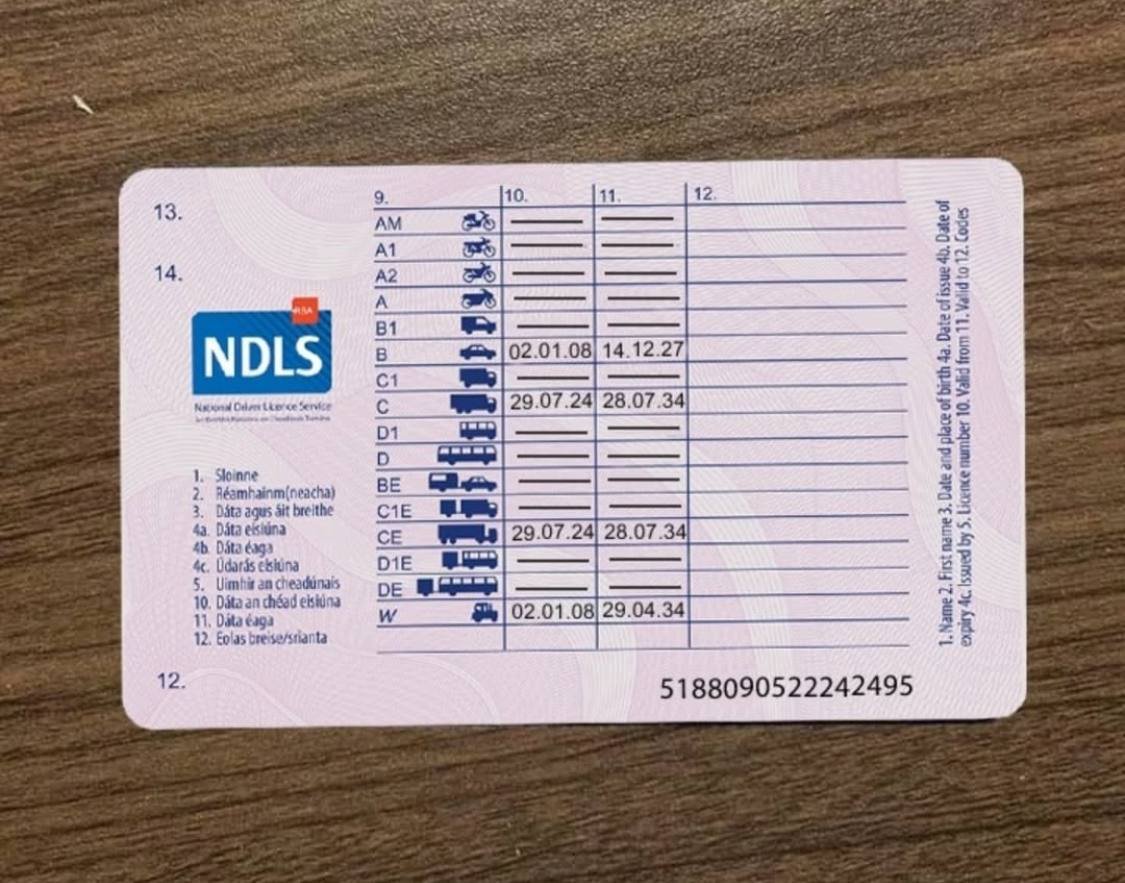 13.
14.
RSA
NDLS
National Driver Licence Service
1. Sloinne
2. Réamhainm(neacha)
3. Dáta agus áit breithe
4a. Dáta eisiúna
4b. Dáta éaga
4c. Údarás eisiúna
5. Uimhir an cheadúnais
10. Dáta an chéad eisiúna
11. Dáta éaga
12. Eolas breise/srianta
12.
9. 10. 11. 12.
AM
A1
A2
A
B1
B 02.01.08 14.12.27
C1
C 29.07.24 28.07.34
D1
D
BE
C1E
CE 29.07.24 28.07.34
D1E
DE
W 02.01.08 29.04.34
5188090522242495
1. Name 2. First name 3. Date and place of birth 4a. Date of issue 4b. Date of
expiry 4c. Issued by 5. Licence number 10. Valid from 11. Valid to 12. Codes